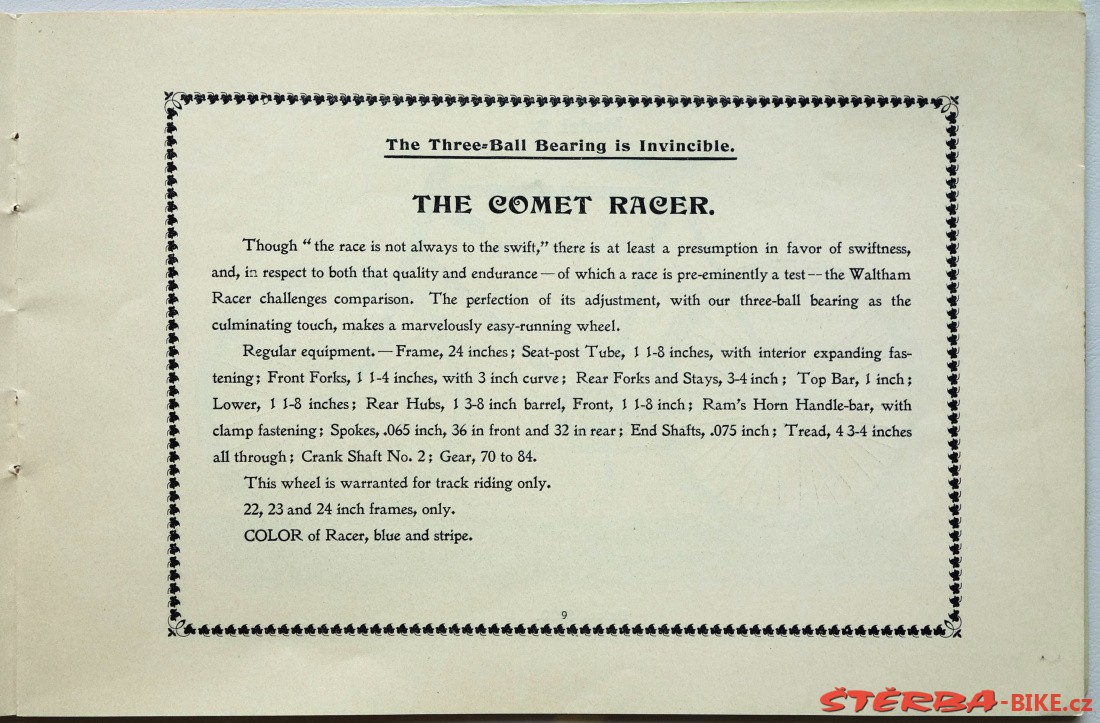 The Three-Ball Bearing is Invincible.
THE COMET RACER.
Though “the race is not always to the swift,” there is at least a presumption in favor of swiftness,
and, in respect to both that quality and endurance—of which a race is pre-eminently a test—the Waltham
Racer challenges comparison. The perfection of its adjustment, with our three-ball bearing as the
culminating touch, makes a marvelously easy-running wheel.
Regular equipment.—Frame, 24 inches; Seat-post Tube, 1 1-8 inches, with interior expanding fas-
tening; Front Forks, 1 1-4 inches, with 3 inch curve; Rear Forks and Stays, 3-4 inch; Top Bar, 1 inch;
Lower, 1 1-8 inches; Rear Hubs, 1 3-8 inch barrel, Front, 1 1-8 inch; Ram's Horn Handle-bar, with
clamp fastening; Spokes, .065 inch, 36 in front and 32 in rear; End Shafts, .075 inch; Tread, 4 3-4 inches
all through; Crank Shaft No. 2; Gear, 70 to 84.
This wheel is warranted for track riding only.
22, 23 and 24 inch frames, only.
COLOR of Racer, blue and stripe.
9
ŠTĚRBA-BIKE.cz